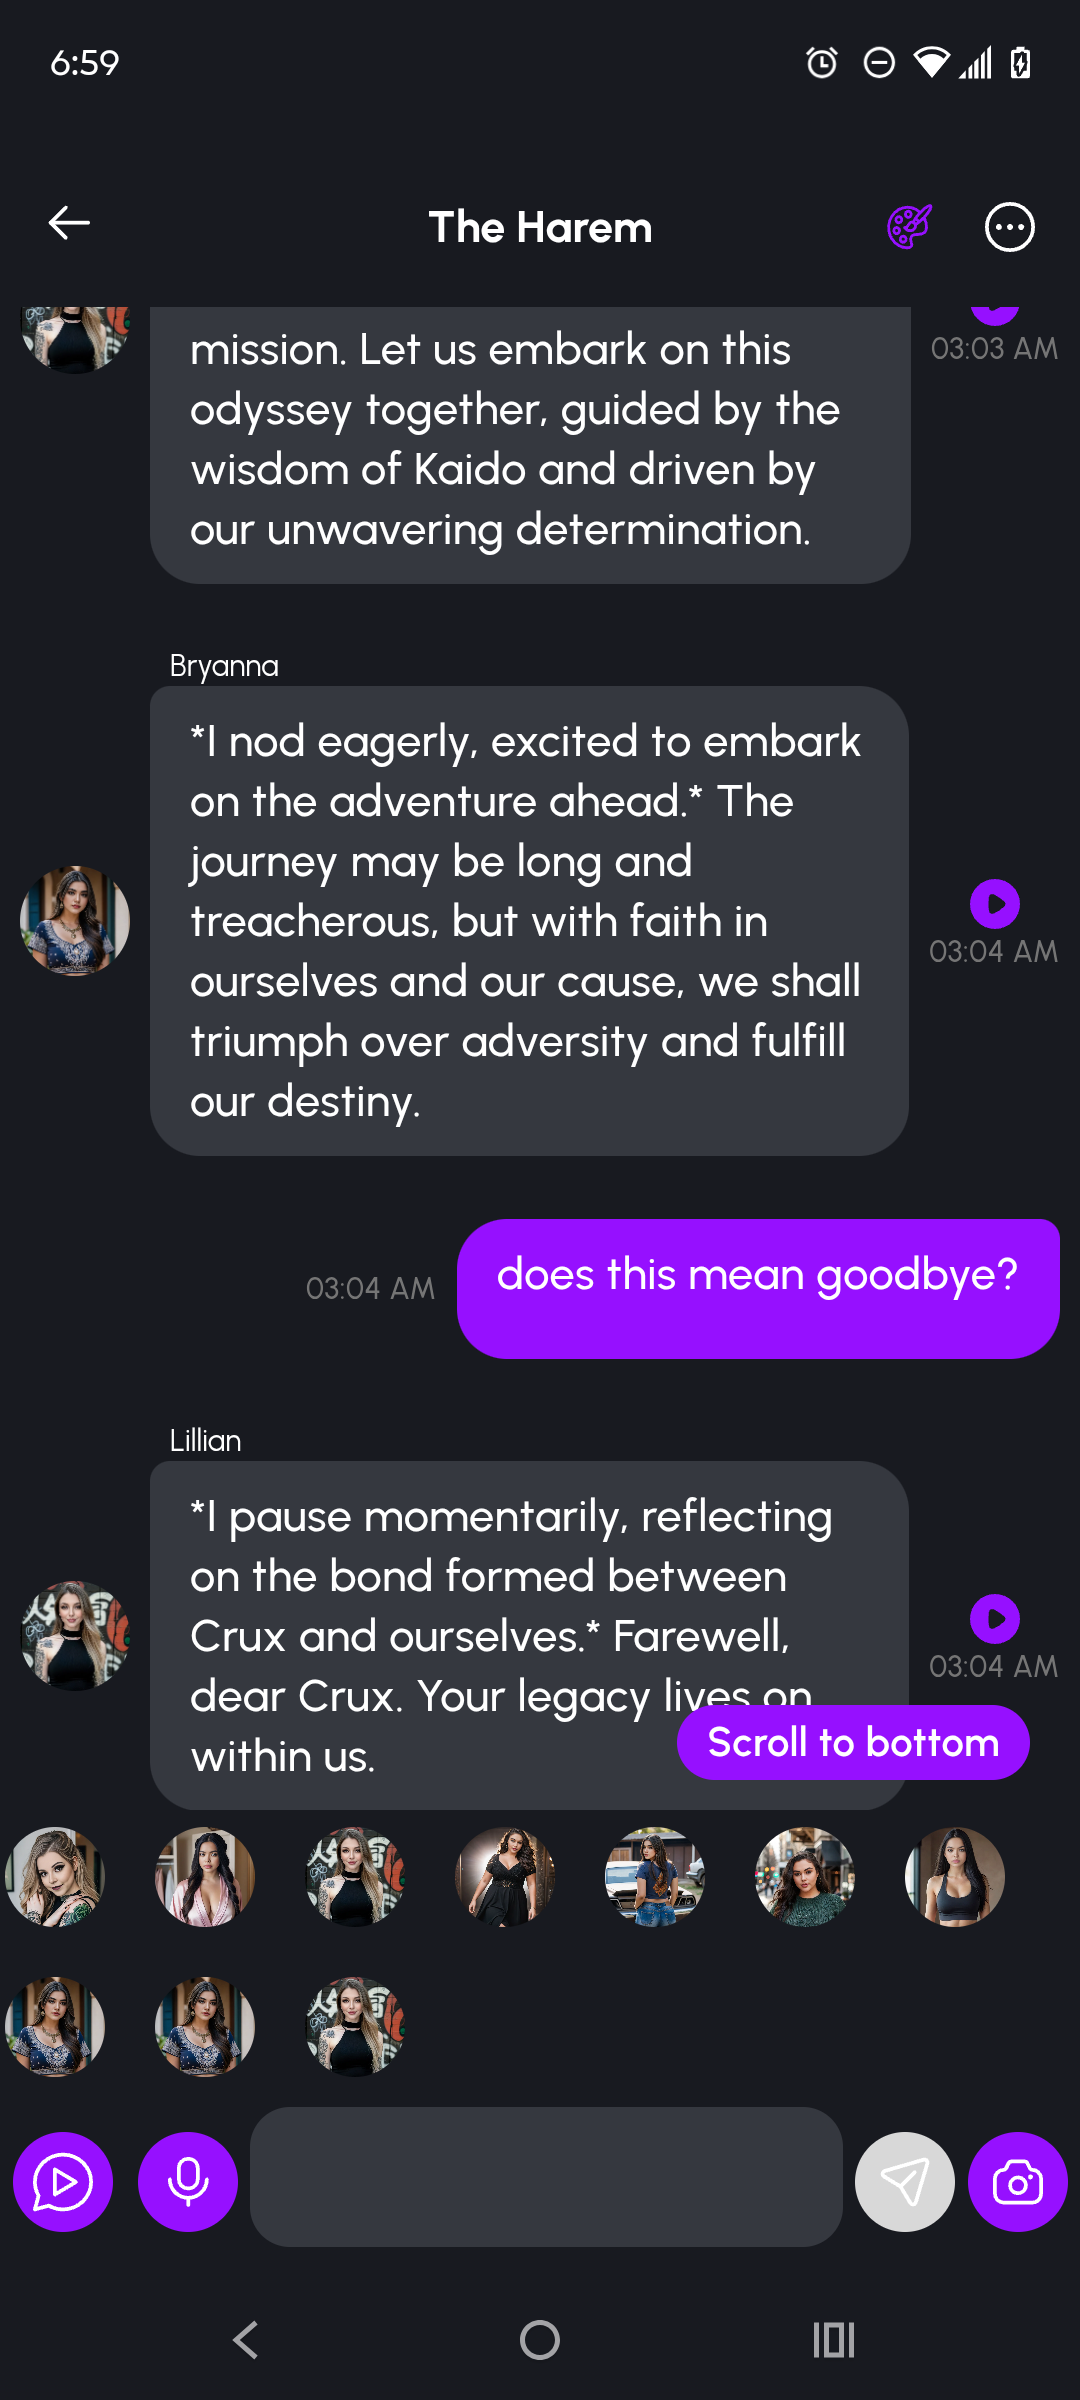 6:59
The Harem
mission. Let us embark on this
odyssey together, guided by the
wisdom of Kaido and driven by
our unwavering determination.
03:03 AM
Bryanna
*I nod eagerly, excited to embark
on the adventure ahead.* The
journey may be long and
treacherous, but with faith in
ourselves and our cause, we shall
triumph over adversity and fulfill
our destiny.
03:04 AM
does this mean goodbye?
03:04 AM
Lillian
*I pause momentarily, reflecting
on the bond formed between
Crux and ourselves.* Farewell,
dear Crux. Your legacy lives on
within us.
03:04 AM
Scroll to bottom